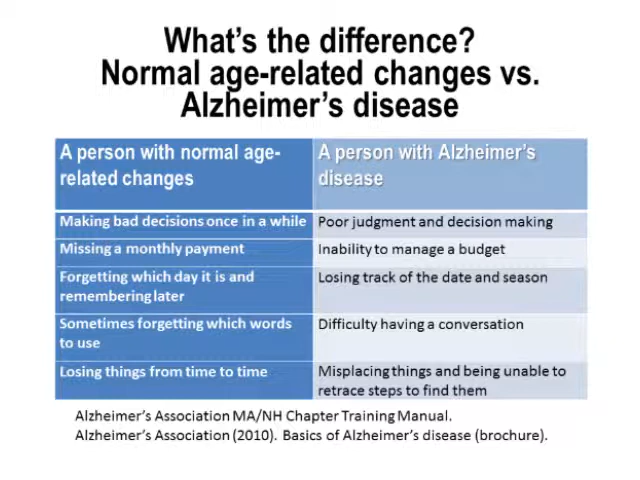 What's the difference?
Normal age-related changes vs.
Alzheimer's disease
A person with normal age-
related changes
A person with Alzheimer's
disease
Making bad decisions once in a while
Poor judgment and decision making
Missing a monthly payment
Inability to manage a budget
Forgetting which day it is and
remembering later
Losing track of the date and season
Sometimes forgetting which words
to use
Difficulty having a conversation
Losing things from time to time
Misplacing things and being unable to
retrace steps to find them
Alzheimer's Association MA/NH Chapter Training Manual.
Alzheimer's Association (2010). Basics of Alzheimer's disease (brochure).